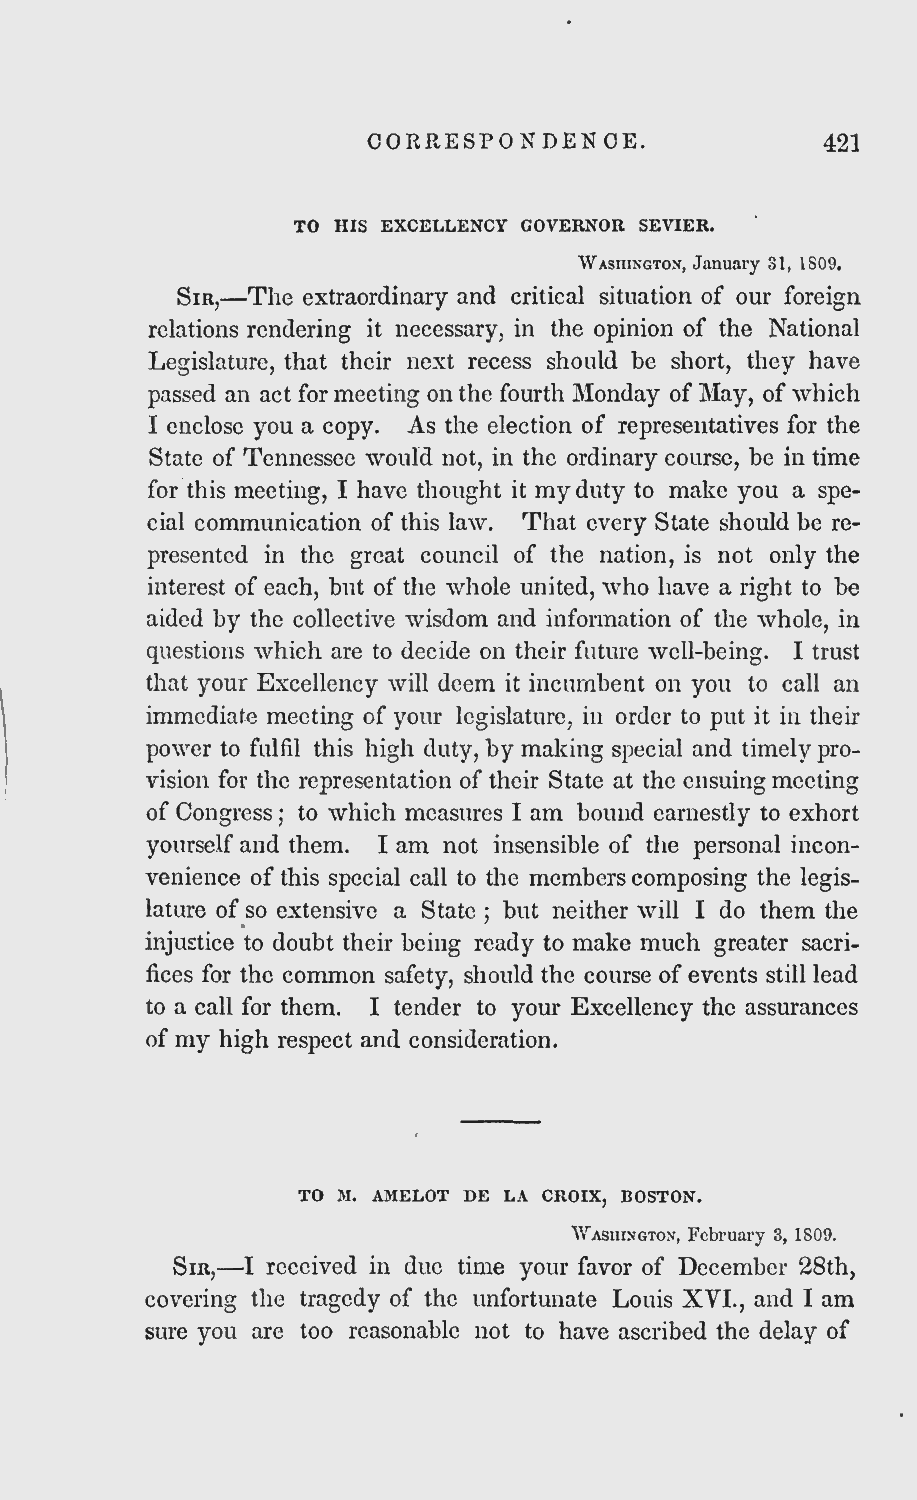 CORRESPONDENCE. 421
TO HIS EXCELLENCY GOVERNOR SEVIER.
WASHINGTON, January 31, 1809.
SIR,—The extraordinary and critical situation of our foreign
relations rendering it necessary, in the opinion of the National
Legislature, that their next recess should be short, they have
passed an act for meeting on the fourth Monday of May, of which
I enclose you a copy. As the election of representatives for the
State of Tennessee would not, in the ordinary course, be in time
for this meeting, I have thought it my duty to make you a spe-
cial communication of this law. That every State should be re-
presented in the great council of the nation, is not only the
interest of each, but of the whole united, who have a right to be
aided by the collective wisdom and information of the whole, in
questions which are to decide on their future well-being. I trust
that your Excellency will deem it incumbent on you to call an
immediate meeting of your legislature, in order to put it in their
power to fulfil this high duty, by making special and timely pro-
vision for the representation of their State at the ensuing meeting
of Congress; to which measures I am bound earnestly to exhort
yourself and them. I am not insensible of the personal incon-
venience of this special call to the members composing the legis-
lature of so extensive a State; but neither will I do them the
injustice to doubt their being ready to make much greater sacri-
fices for the common safety, should the course of events still lead
to a call for them. I tender to your Excellency the assurances
of my high respect and consideration.
TO M. AMELOT DE LA CROIX, BOSTON.
WASHINGTON, February 3, 1809.
SIR,—I received in due time your favor of December 28th,
covering the tragedy of the unfortunate Louis XVI., and I am
sure you are too reasonable not to have ascribed the delay of